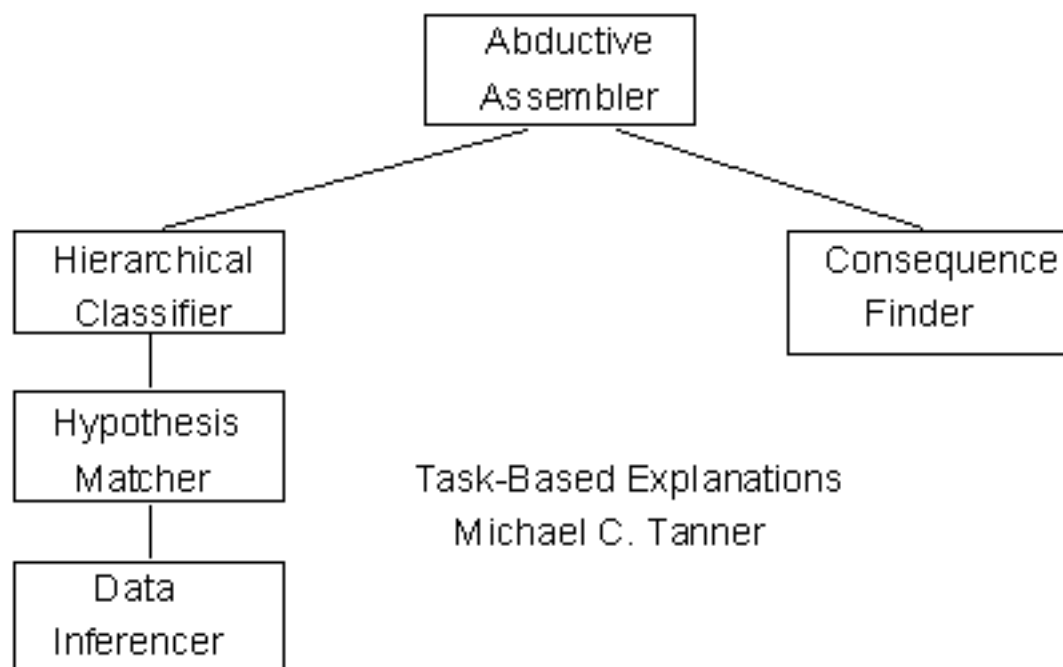 Abductive
Assembler
Hierarchical
Classifier
Consequence
Finder
Hypothesis
Matcher
Task-Based Explanations
Michael C. Tanner
Data
Inferencer